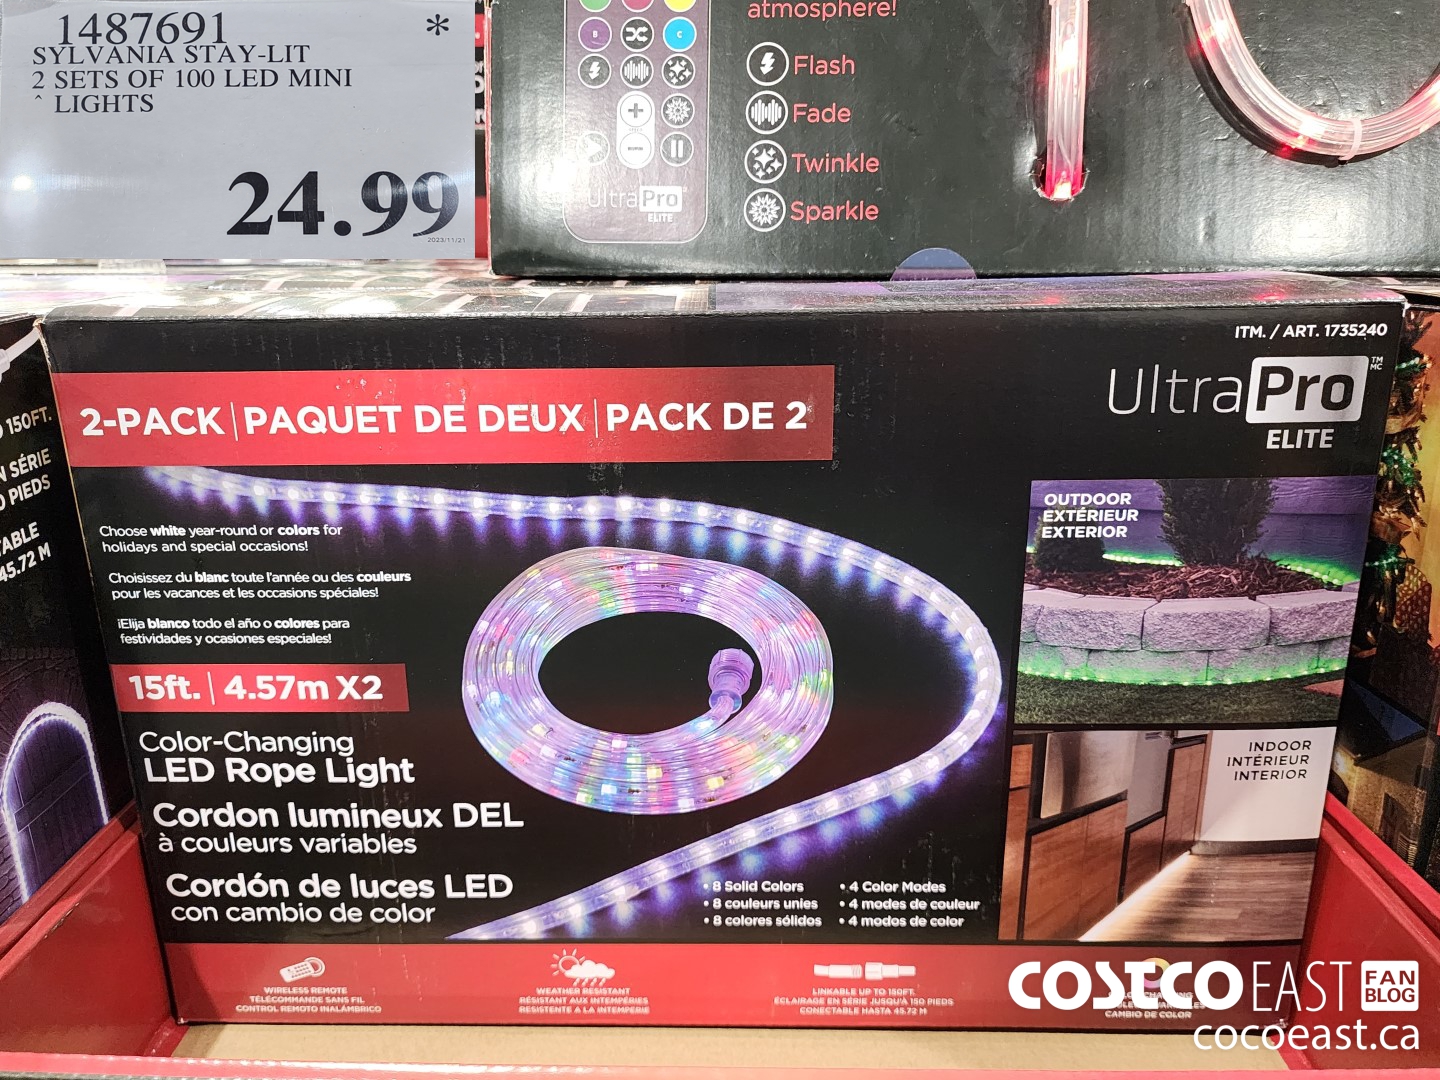 1487691 *
SYLVANIA STAY-LIT
2 SETS OF 100 LED MINI
^ LIGHTS
24.99
2023/11/21
atmosphere!
B
C
Flash
Fade
Twinkle
Sparkle
UltraPro
ELITE
ITM. / ART. 1735240
UltraPro TM MC
ELITE
2-PACK | PAQUET DE DEUX | PACK DE 2
150FT.
SÉRIE
PIEDS
45.72 M
Choose white year-round or colors for
holidays and special occasions!
Choisissez du blanc toute l'année ou des couleurs
pour les vacances et les occasions spéciales!
¡Elija blanco todo el año o colores para
festividades y ocasiones especiales!
15ft. | 4.57m X2
Color-Changing
LED Rope Light
Cordon lumineux DEL
à couleurs variables
Cordón de luces LED
con cambio de color
OUTDOOR
EXTÉRIEUR
EXTERIOR
INDOOR
INTÉRIEUR
INTERIOR
• 8 Solid Colors
• 8 couleurs unies
• 8 colores sólidos
• 4 Color Modes
• 4 modes de couleur
• 4 modos de color
WIRELESS REMOTE
TÉLÉCOMMANDE SANS FIL
CONTROL REMOTO INALÁMBRICO
WEATHER RESISTANT
RÉSISTANT AUX INTEMPÉRIES
RESISTENTE A LA INTEMPERIE
LINKABLE UP TO 150FT.
ÉCLAIRAGE EN SÉRIE JUSQU'À 150 PIEDS
CONECTABLE HASTA 45.72 M
CAMBIO DE COLOR
COSTCO EAST FAN BLOG
cocoeast.ca